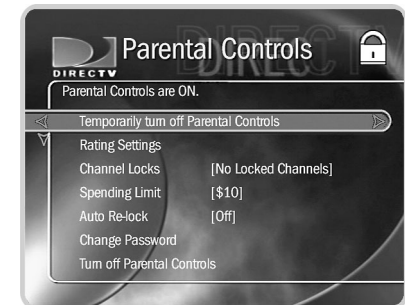 Parental Controls
DIRECTV
Parental Controls are ON.
Temporarily turn off Parental Controls
Rating Settings
Channel Locks [No Locked Channels]
Spending Limit [$10]
Auto Re-lock [Off]
Change Password
Turn off Parental Controls